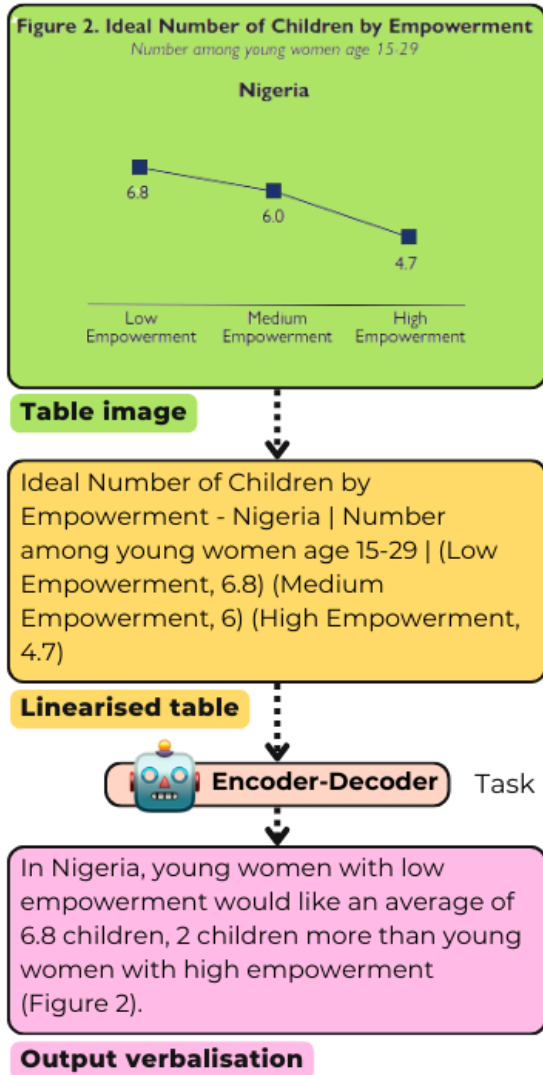 Figure 2. Ideal Number of Children by Empowerment
Number among young women age 15-29
Nigeria
6.8
6.0
4.7
Low Empowerment
Medium Empowerment
High Empowerment
Table image
Ideal Number of Children by
Empowerment - Nigeria | Number
among young women age 15-29 | (Low
Empowerment, 6.8) (Medium
Empowerment, 6) (High Empowerment,
4.7)
Linearised table
Encoder-Decoder
Task
In Nigeria, young women with low
empowerment would like an average of
6.8 children, 2 children more than young
women with high empowerment
(Figure 2).
Output verbalisation